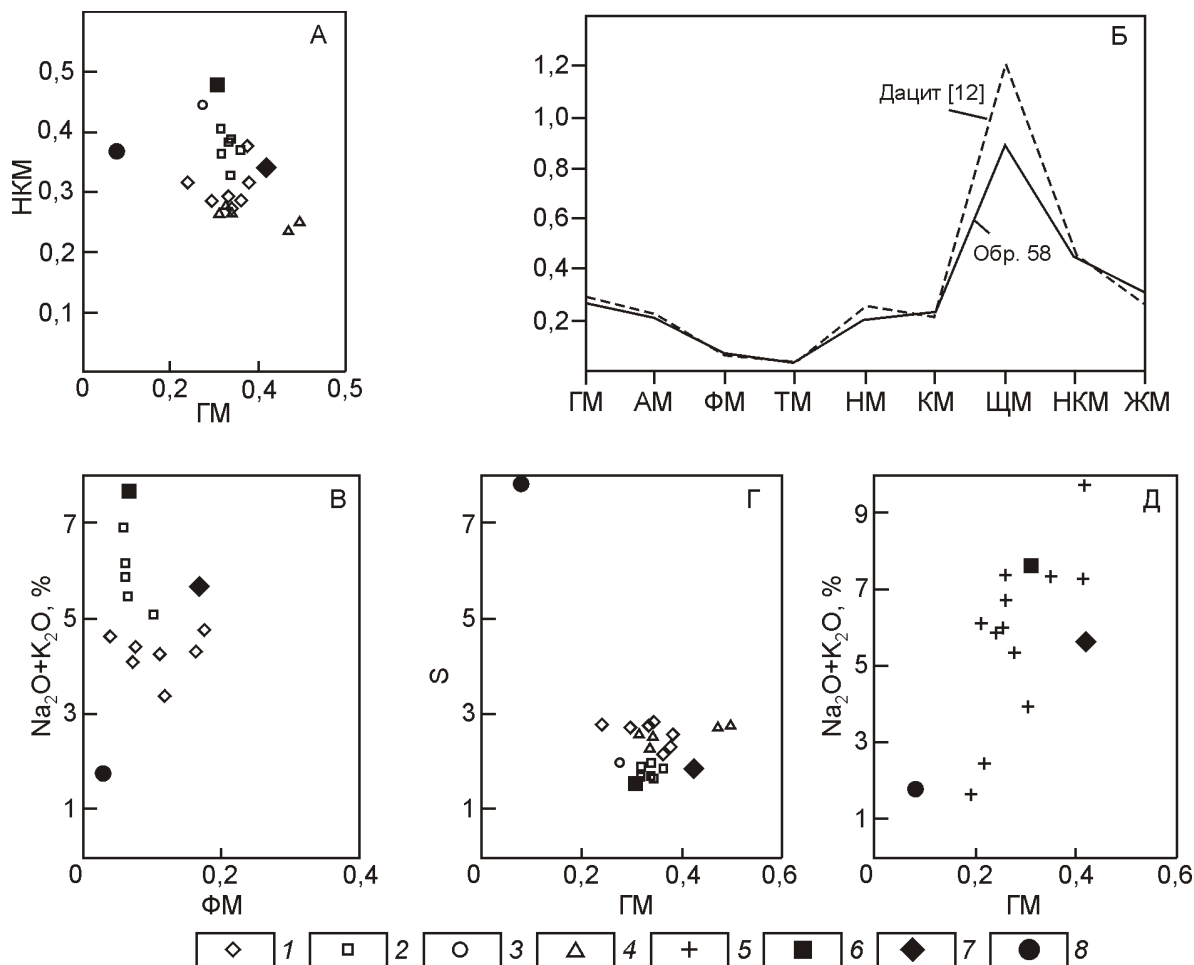 А
НКМ
0,5
0,4
0,3
0,2
0,1
0
0,2
0,4
0,5
ГМ
Б
1,2
1,0
0,8
0,6
0,4
0,2
Дацит [12]
Обр. 58
ГМ АМ ФМ ТМ НМ КМ ЩМ НКМ ЖМ
В
Na2O+K2O, %
7
5
3
1
0
0,2
0,4
ФМ
Г
S
7
5
3
1
0
0,2
0,4
0,6
ГМ
Д
Na2O+K2O, %
9
7
5
3
1
0
0,2
0,4
0,6
ГМ
1 2 3 4 5 6 7 8